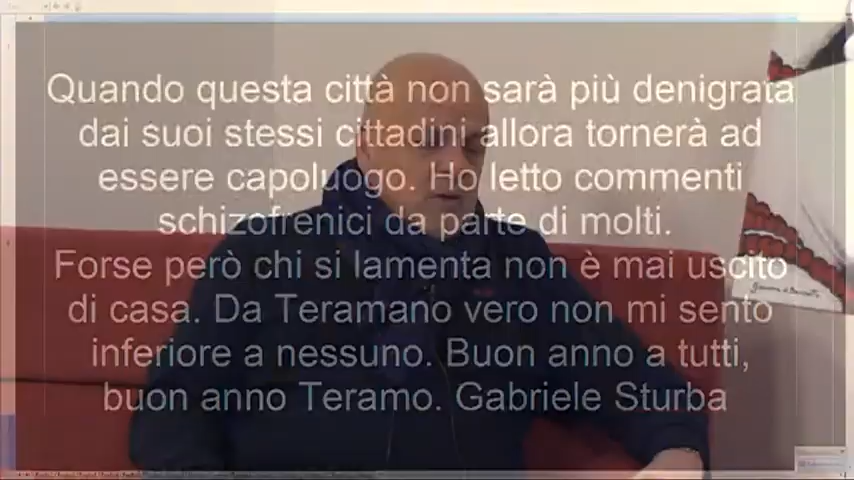 Quando questa città non sarà più denigrata
dai suoi stessi cittadini allora tornerà ad
essere capoluogo. Ho letto commenti
schizofrenici da parte di molti.
Forse però chi si lamenta non è mai uscito
di casa. Da Teramano vero non mi sento
inferiore a nessuno. Buon anno a tutti,
buon anno Teramo. Gabriele Sturba